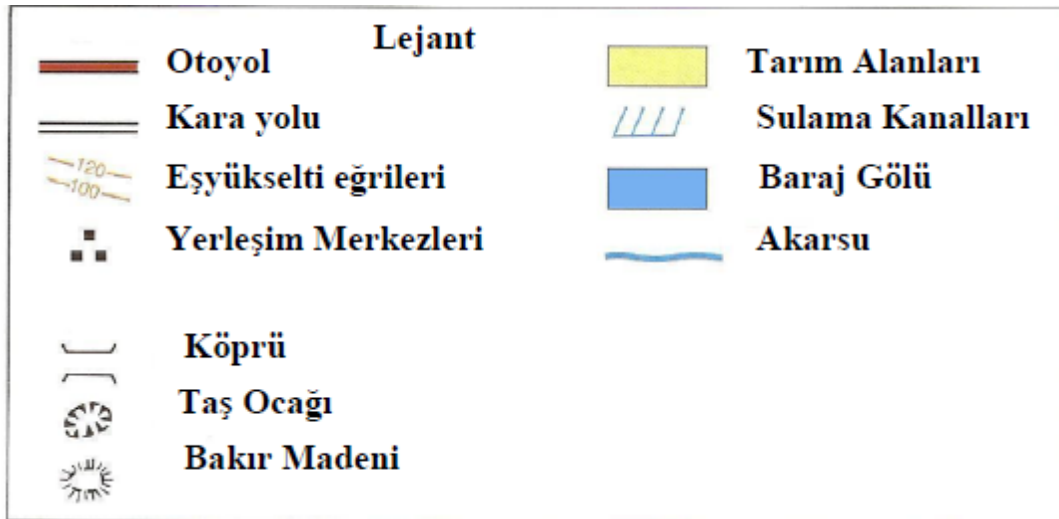 Lejant
Otoyol
Kara yolu
120
100
Eşyükselti eğrileri
Yerleşim Merkezleri
Köprü
Taş Ocağı
Bakır Madeni
Tarım Alanları
Sulama Kanalları
Baraj Gölü
Akarsu